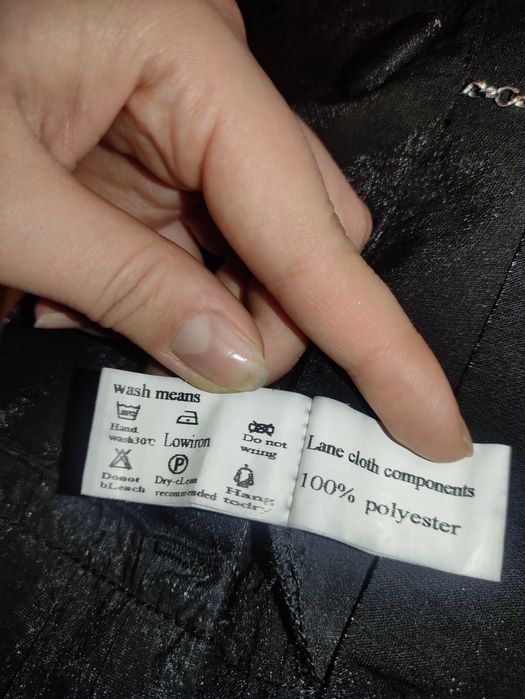 wash means
Hand
wash30℃
Lowiron
Do not
wring
Donot
bLeach
P
Dry-cLean
recommended
Hang
todry
Lane cloth components
100% polyester